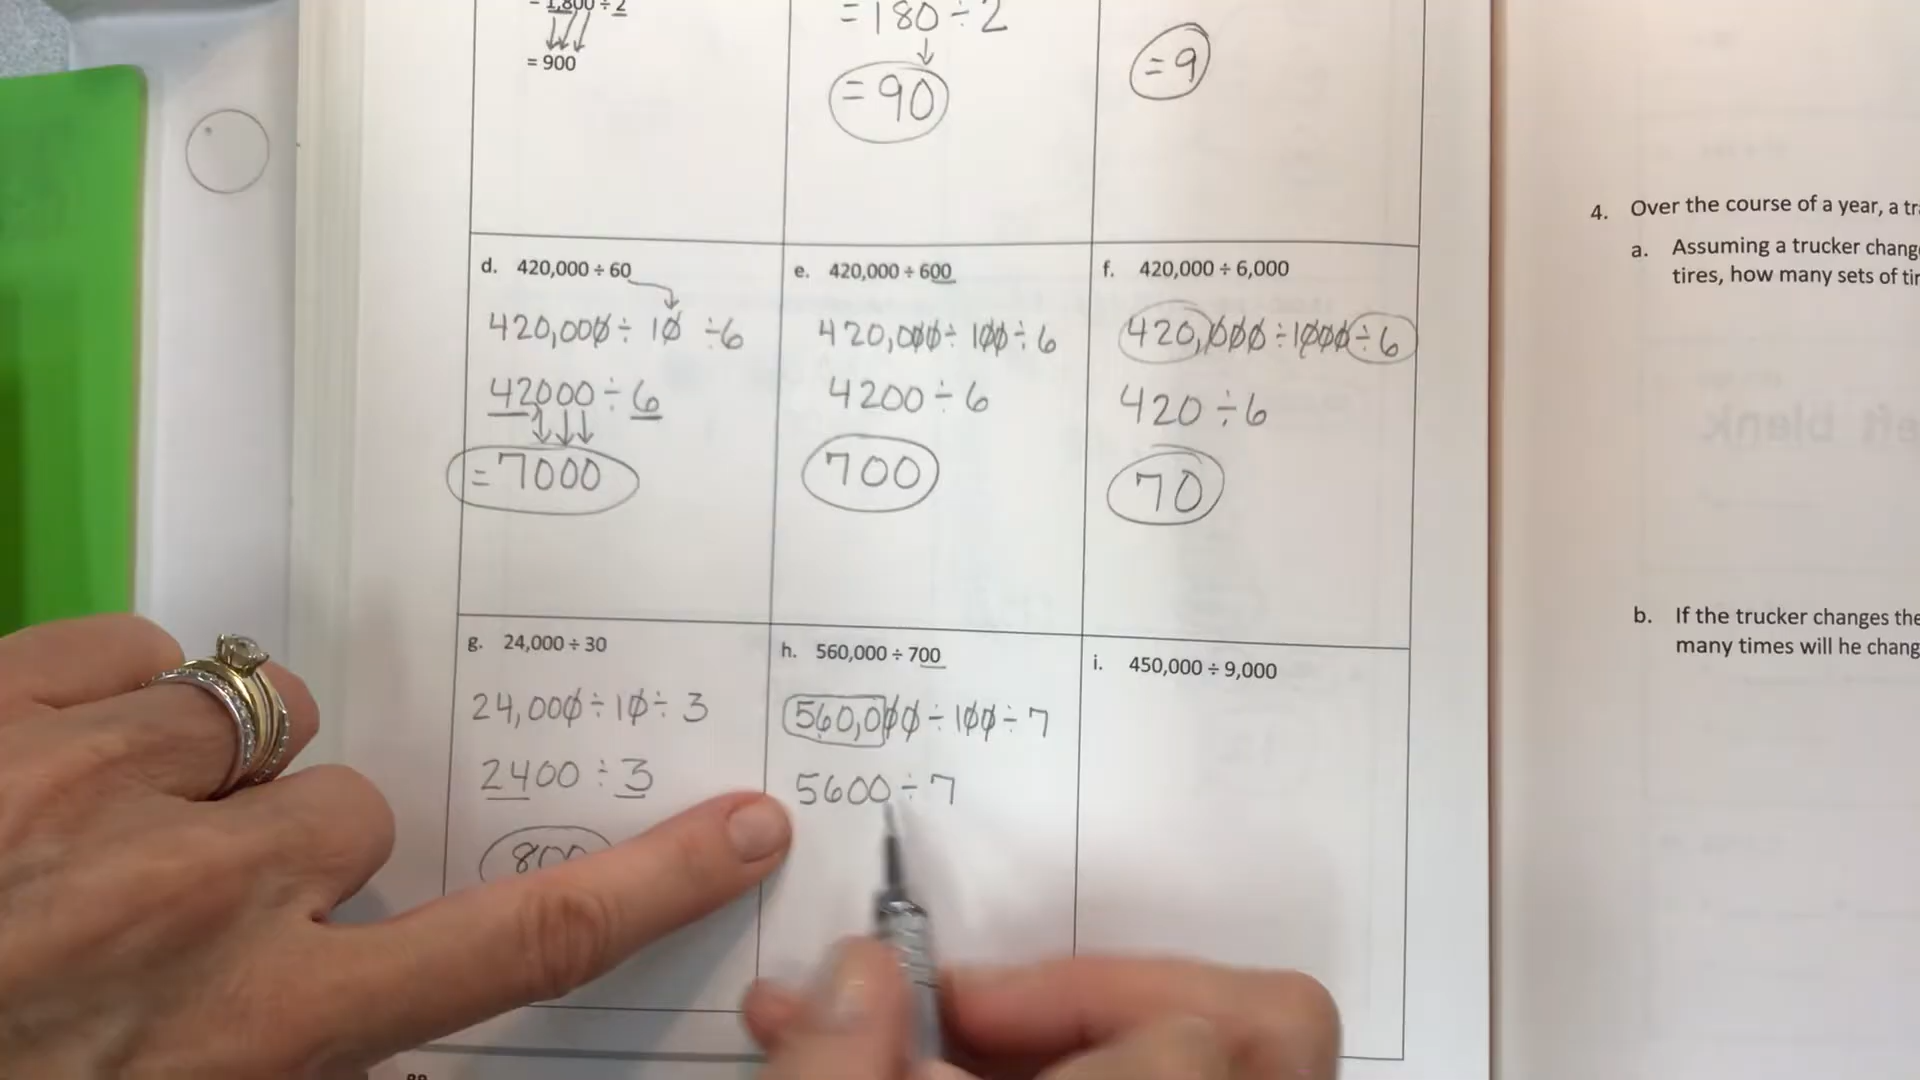 = 1,800 ÷ 2
= 900
= 180 ÷ 2
= 90
= 9
d. 420,000 ÷ 60
420,000 ÷ 10 ÷ 6
42000 ÷ 6
= 7000
e. 420,000 ÷ 600
420,000 ÷ 100 ÷ 6
4200 ÷ 6
700
f. 420,000 ÷ 6,000
420,000 ÷ 1000 ÷ 6
420 ÷ 6
70
g. 24,000 ÷ 30
24,000 ÷ 10 ÷ 3
2400 ÷ 3
800
h. 560,000 ÷ 700
560,000 ÷ 100 ÷ 7
5600 ÷ 7
i. 450,000 ÷ 9,000
4. Over the course of a year, a
a. Assuming a trucker
tires, how many sets of
b. If the trucker changes the
many times will he